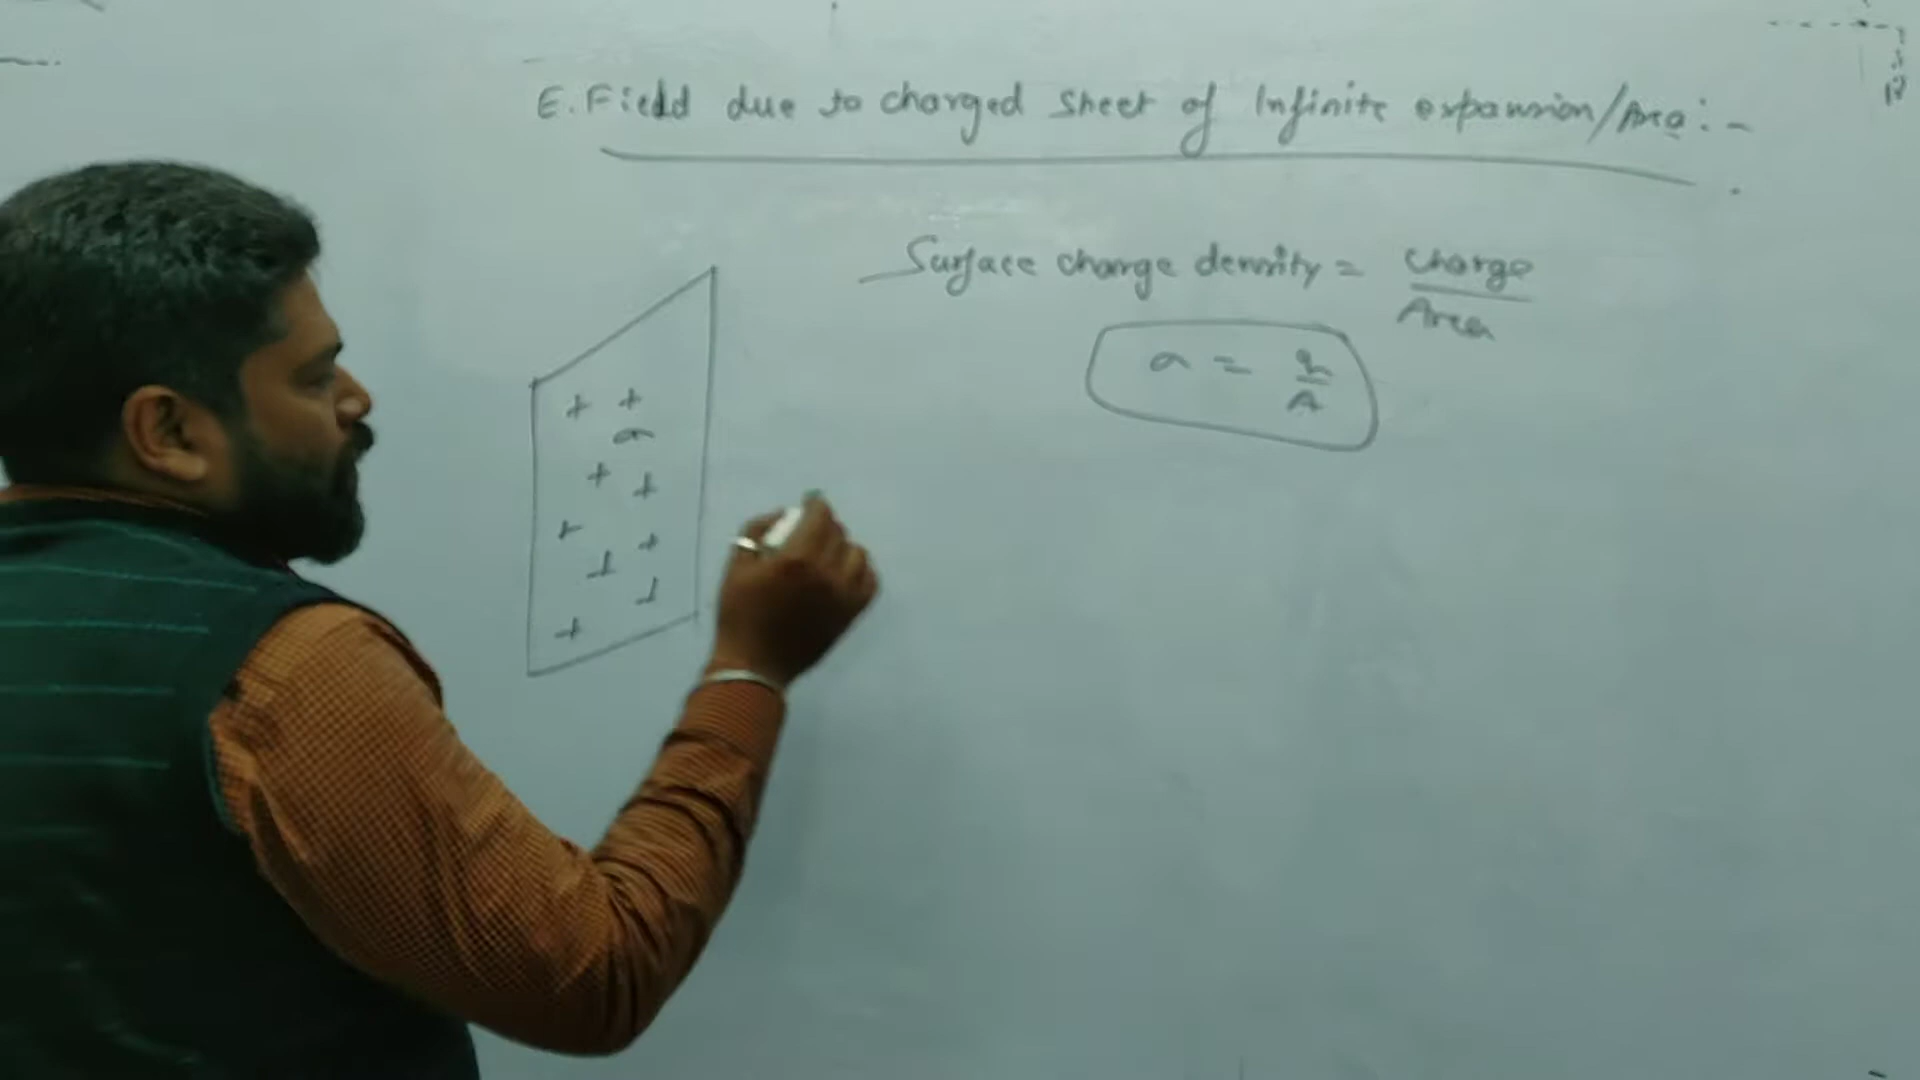 E. Field due to charged sheet of Infinite expansion/Area:-
Surface charge density = charge
Area
σ = q
A
+ +
σ
+ +
+ +
+ +
+